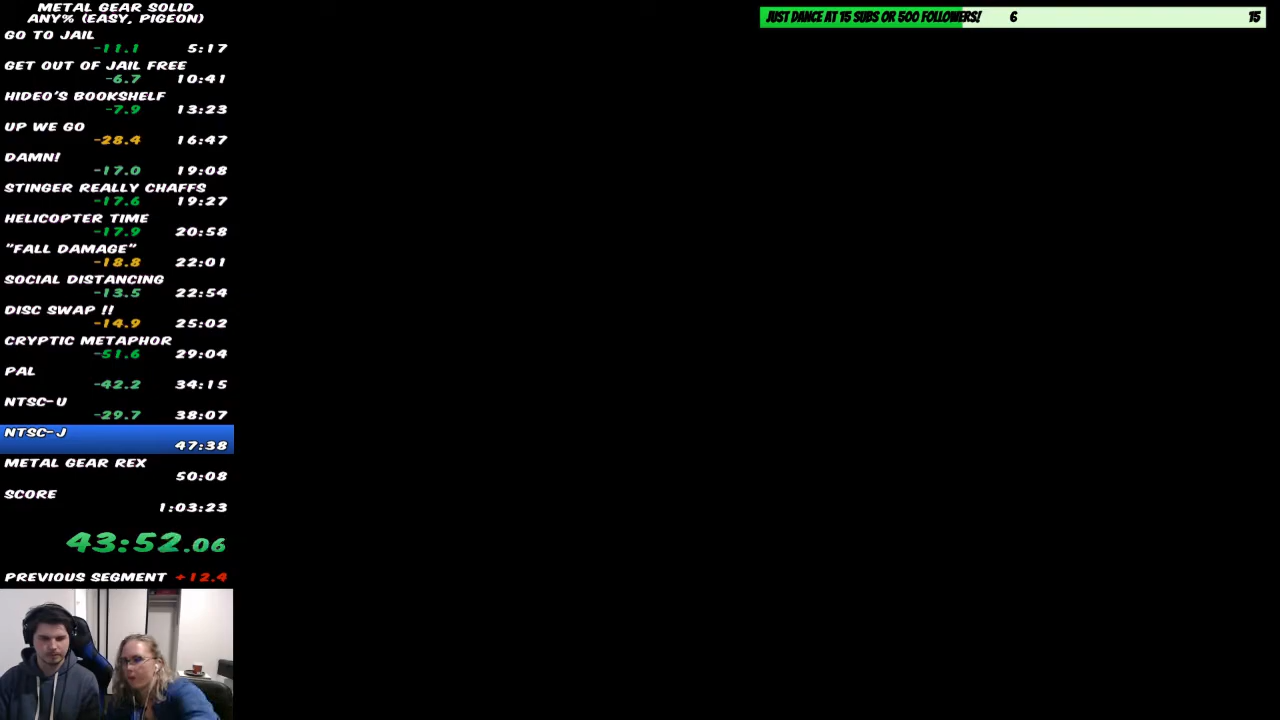 METAL GEAR SOLID
ANY% (EASY, PIGEON)
GO TO JAIL
-11.1 5:17
GET OUT OF JAIL FREE
-6.7 10:41
HIDEO'S BOOKSHELF
-7.9 13:23
UP WE GO
-28.4 16:47
DAMN!
-17.0 19:08
STINGER REALLY CHAFFS
-17.6 19:27
HELICOPTER TIME
-17.9 20:58
"FALL DAMAGE"
-18.8 22:01
SOCIAL DISTANCING
-13.5 22:54
DISC SWAP !!
-14.9 25:02
CRYPTIC METAPHOR
-51.6 29:04
PAL
-42.2 34:15
NTSC-U
-29.7 38:07
NTSC-J
47:38
METAL GEAR REX
50:08
SCORE
1:03:23
43:52.06
PREVIOUS SEGMENT +12.4
JUST DANCE AT 15 SUBS OR 500 FOLLOWERS! 6 15